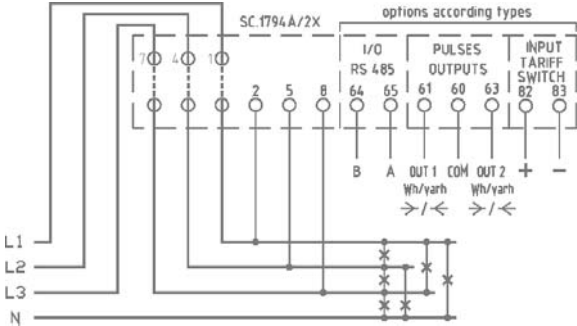 SC.1794A/2X
options according types
I/O
RS 485
PULSES
OUTPUTS
INPUT
TARIFF
SWITCH
7 4 1
2 5 8 64 65 61 60 63 82 83
B A OUT 1 COM OUT 2 + −
Wh/varh Wh/varh
L1
L2
L3
N